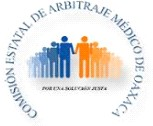 COMISIÓN ESTATAL DE ARBITRAJE MÉDICO DE OAXACA
POR UNA SOLUCIÓN JUSTA